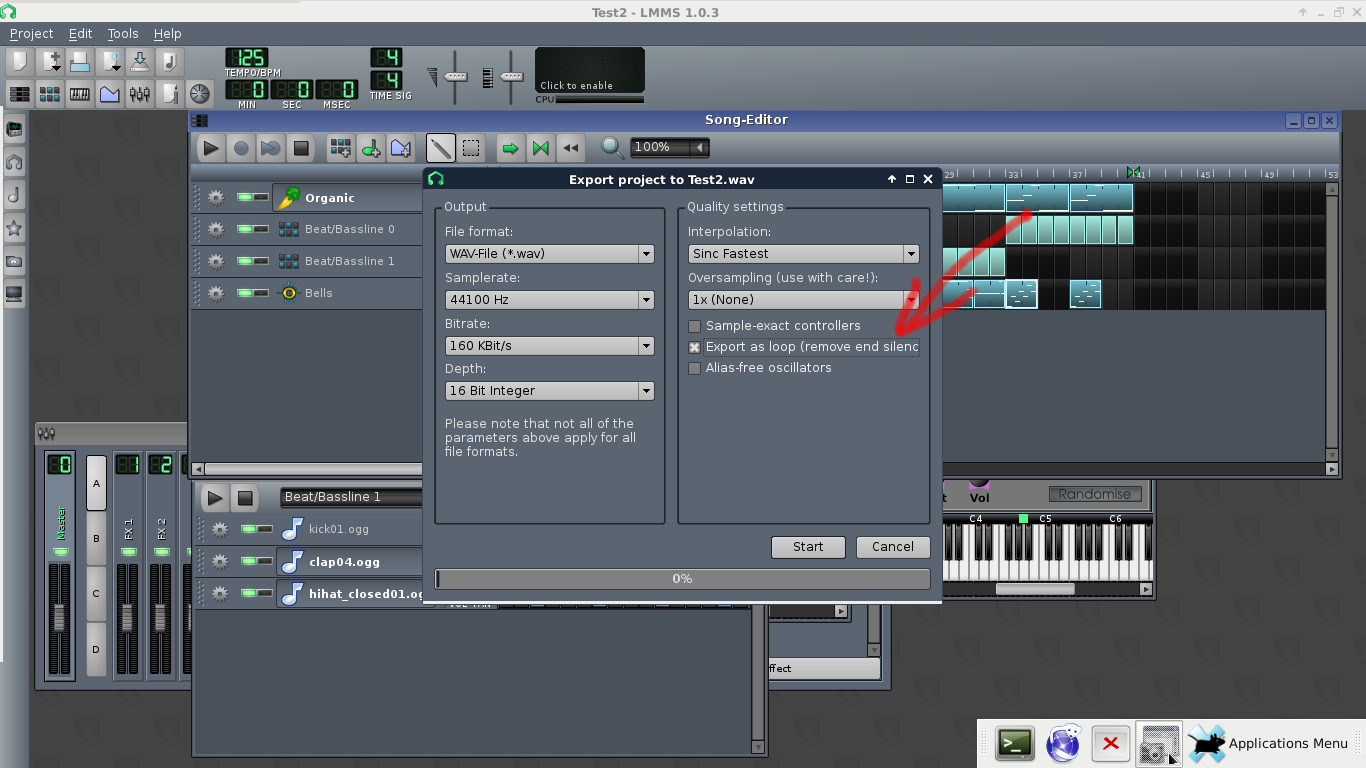 Test2 - LMMS 1.0.3
Project Edit Tools Help
125
TEMPO/BPM
0 0 0
MIN SEC MSEC
4
4
TIME SIG
Click to enable
CPU
Song-Editor
100%
29 33 37 41 45 49 53
Organic
Beat/Bassline 0
Beat/Bassline 1
Bells
Export project to Test2.wav
Output
File format:
WAV-File (*.wav)
Samplerate:
44100 Hz
Bitrate:
160 KBit/s
Depth:
16 Bit Integer
Please note that not all of the
parameters above apply for all
file formats.
Quality settings
Interpolation:
Sinc Fastest
Oversampling (use with care!):
1x (None)
Sample-exact controllers
Export as loop (remove end silenc
Alias-free oscillators
Start Cancel
0%
0 1 2
Master
A
B
C
D
FX 1
FX 2
Beat/Bassline 1
kick01.ogg
clap04.ogg
hihat_closed01.og
Vol
Randomise
C4 C5 C6
ffect
Applications Menu